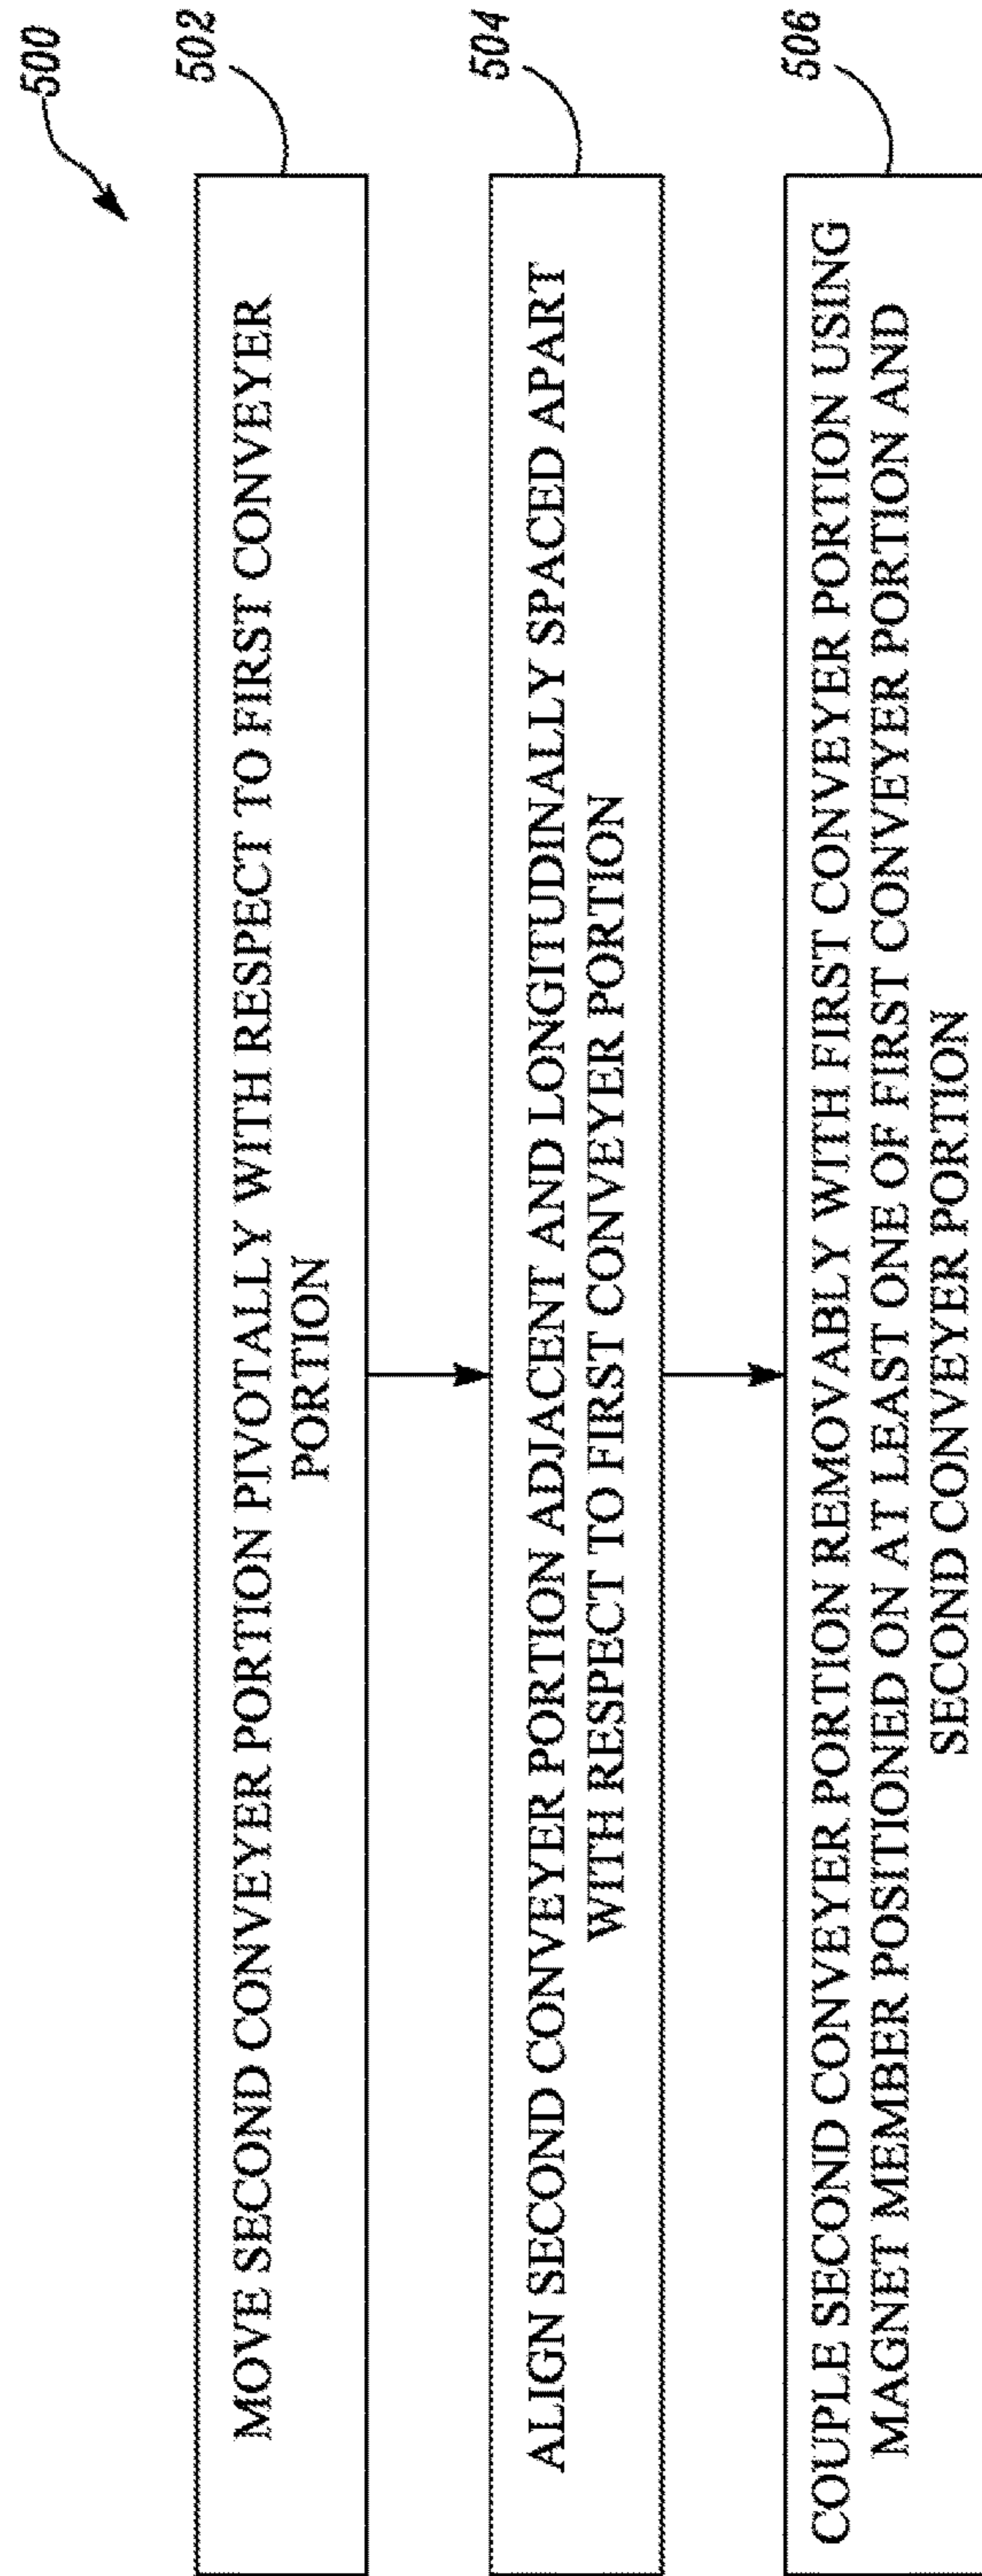 500
502
MOVE SECOND CONVEYER PORTION PIVOTALLY WITH RESPECT TO FIRST CONVEYER
PORTION
504
ALIGN SECOND CONVEYER PORTION ADJACENT AND LONGITUDINALLY SPACED APART
WITH RESPECT TO FIRST CONVEYER PORTION
506
COUPLE SECOND CONVEYER PORTION REMOVABLY WITH FIRST CONVEYER PORTION USING
MAGNET MEMBER POSITIONED ON AT LEAST ONE OF FIRST CONVEYER PORTION AND
SECOND CONVEYER PORTION